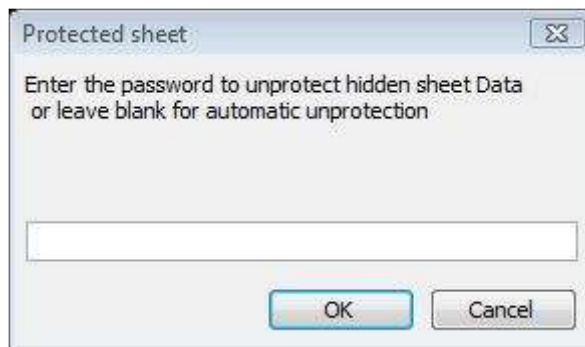 Protected sheet
Enter the password to unprotect hidden sheet Data
or leave blank for automatic unprotection
OK
Cancel